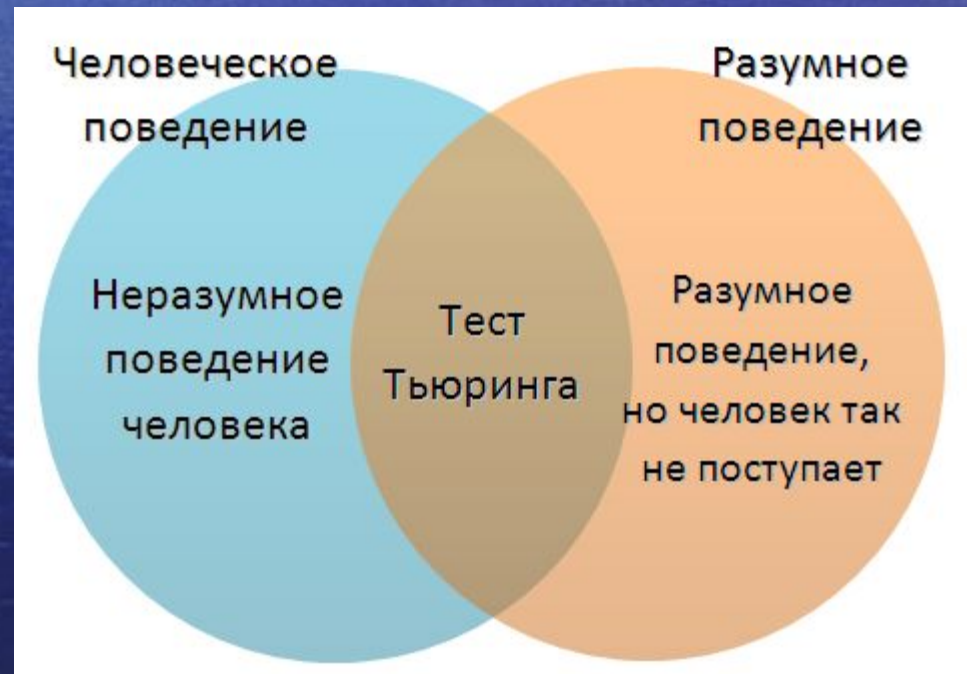 Человеческое
поведение
Разумное
поведение
Неразумное
поведение
человека
Тест
Тьюринга
Разумное
поведение,
но человек так
не поступает